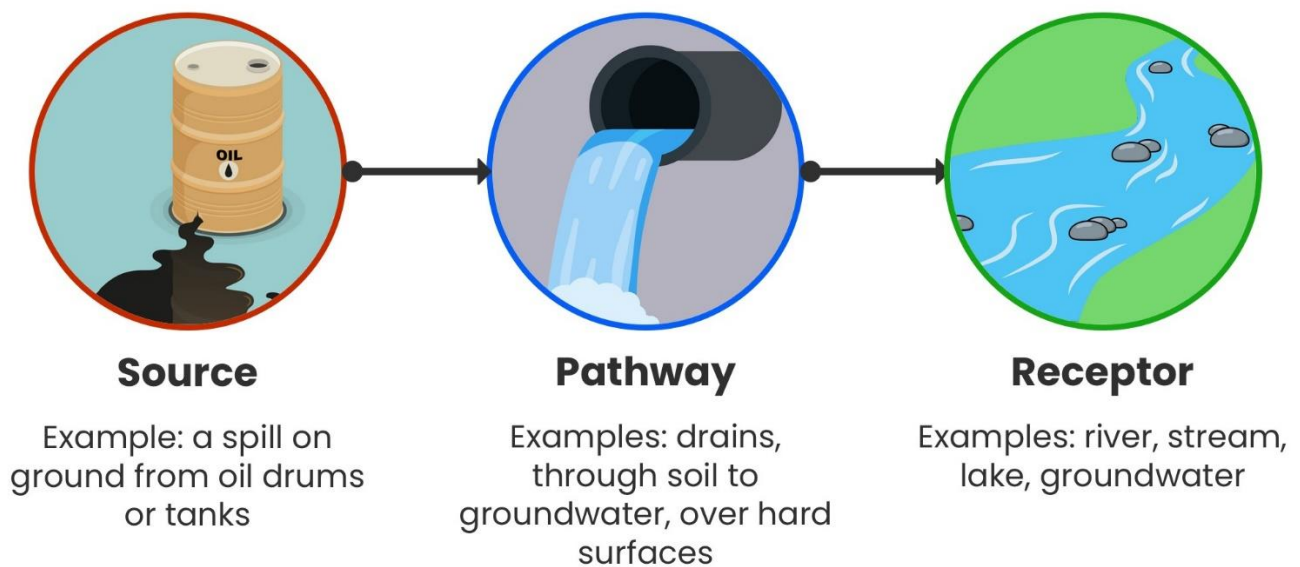 OIL
Source
Example: a spill on
ground from oil drums
or tanks
Pathway
Examples: drains,
through soil to
groundwater, over hard
surfaces
Receptor
Examples: river, stream,
lake, groundwater